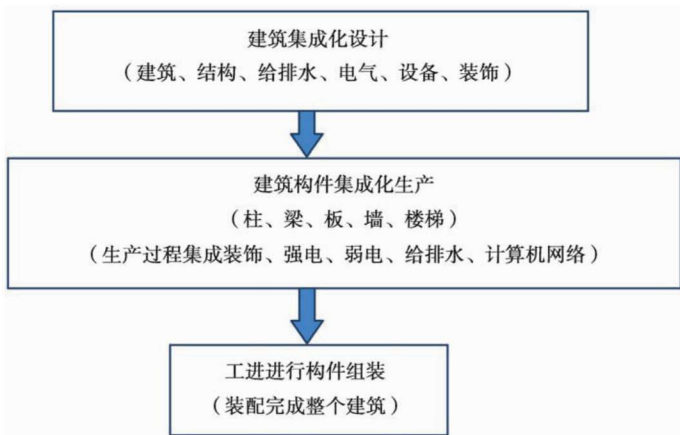 建筑集成化设计
（建筑、结构、给排水、电气、设备、装饰）
建筑构件集成化生产
（柱、梁、板、墙、楼梯）
（生产过程集成装饰、强电、弱电、给排水、计算机网络）
工进进行构件组装
（装配完成整个建筑）